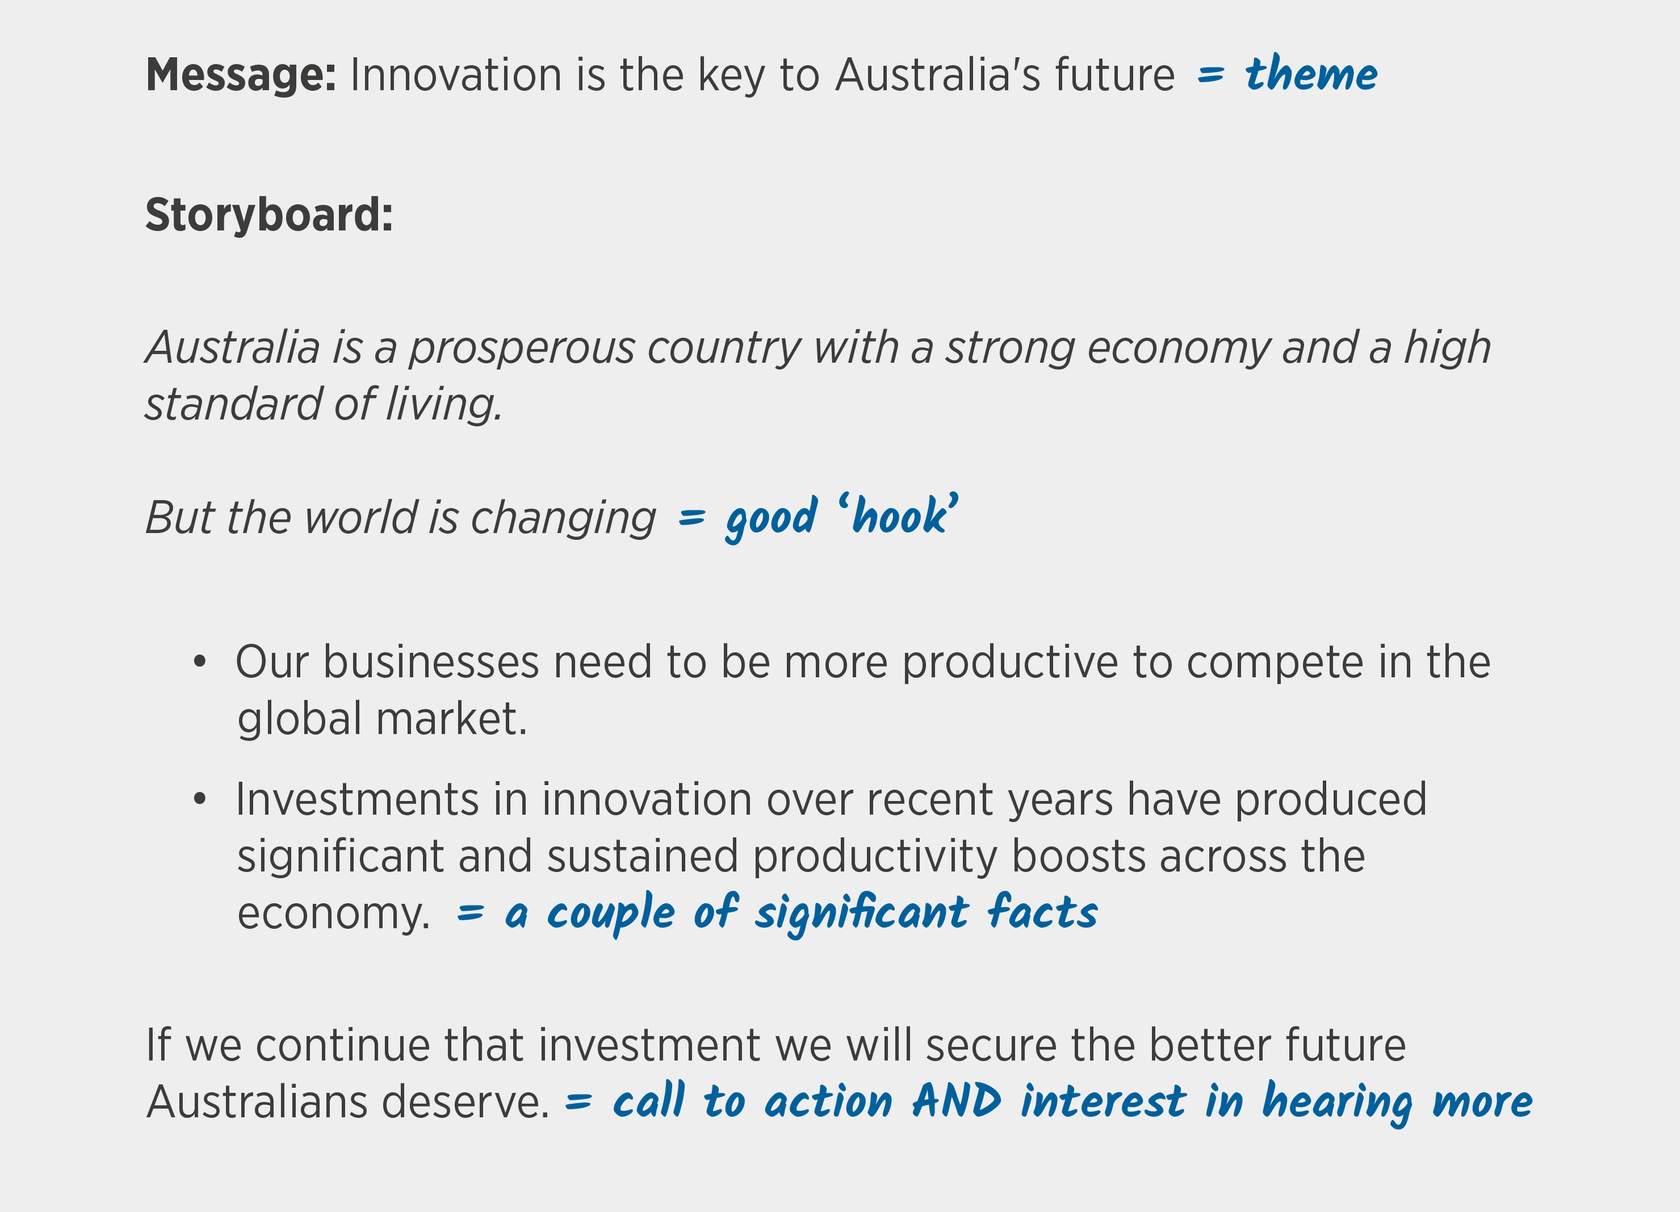 Message: Innovation is the key to Australia's future = theme
Storyboard:
Australia is a prosperous country with a strong economy and a high
standard of living.
But the world is changing = good ‘hook’
• Our businesses need to be more productive to compete in the
global market.
• Investments in innovation over recent years have produced
significant and sustained productivity boosts across the
economy. = a couple of significant facts
If we continue that investment we will secure the better future
Australians deserve. = call to action AND interest in hearing more